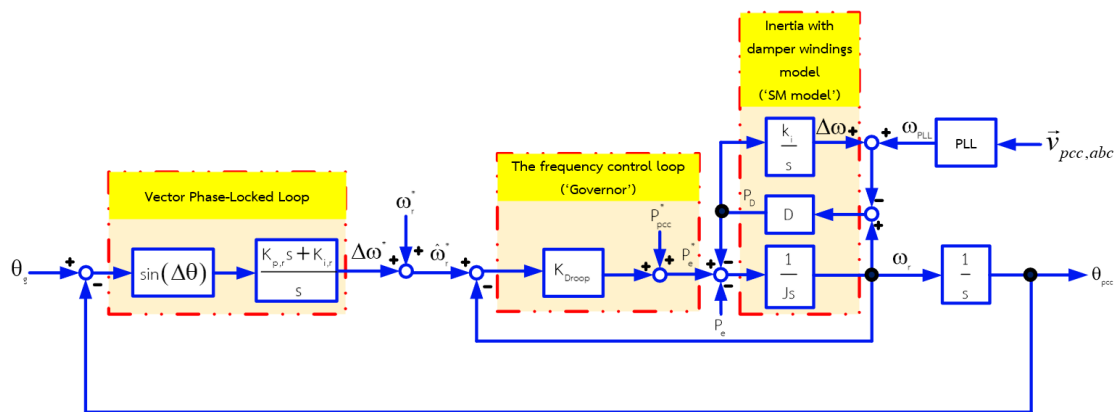 Inertia with
damper windings
model
('SM model')
k_i
s
Δω
+
+
ω_PLL
PLL
v⃗_pcc,abc
Vector Phase-Locked Loop
The frequency control loop
('Governor')
ω_r^*
P_pcc^*
P_D
D
−
+
θ_g
+
−
sin(Δθ)
K_p,r s + K_i,r
s
Δω^*
+
+
ω̂_r^*
+
−
K_Droop
+
+
P_e^*
+
−
−
P_e
1
Js
ω_r
1
s
θ_pcc